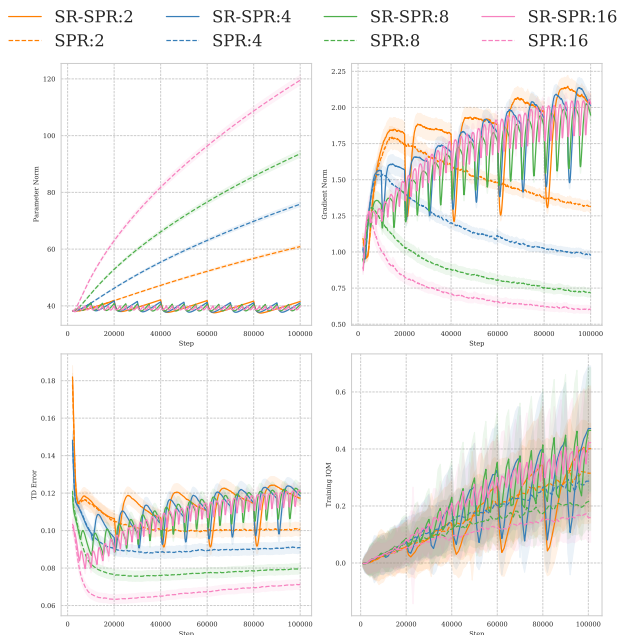 SR-SPR:2 SR-SPR:4 SR-SPR:8 SR-SPR:16
SPR:2 SPR:4 SPR:8 SPR:16
120
100
80
60
40
Parameter Norm
0 20000 40000 60000 80000 100000
Step
2.25
2.00
1.75
1.50
1.25
1.00
0.75
0.50
Gradient Norm
0 20000 40000 60000 80000 100000
Step
0.18
0.16
0.14
0.12
0.10
0.08
0.06
TD Error
0 20000 40000 60000 80000 100000
Step
0.6
0.4
0.2
0.0
Training IQM
0 20000 40000 60000 80000 100000
Step